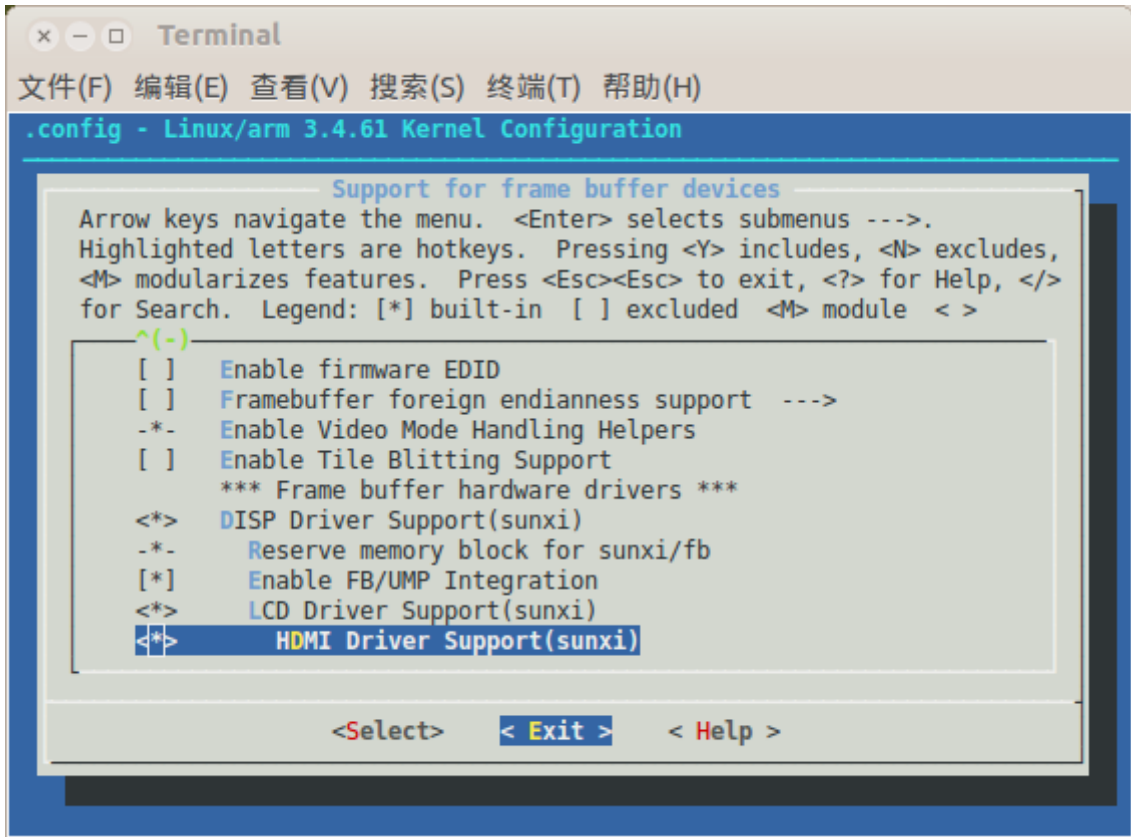 Terminal
文件(F) 编辑(E) 查看(V) 搜索(S) 终端(T) 帮助(H)
.config - Linux/arm 3.4.61 Kernel Configuration
Support for frame buffer devices
Arrow keys navigate the menu.  <Enter> selects submenus --->.
Highlighted letters are hotkeys.  Pressing <Y> includes, <N> excludes,
<M> modularizes features.  Press <Esc><Esc> to exit, <?> for Help, </>
for Search.  Legend: [*] built-in  [ ] excluded  <M> module  < >
^(-)
[ ]   Enable firmware EDID
[ ]   Framebuffer foreign endianness support  --->
-*-   Enable Video Mode Handling Helpers
[ ]   Enable Tile Blitting Support
*** Frame buffer hardware drivers ***
<*>   DISP Driver Support(sunxi)
-*-     Reserve memory block for sunxi/fb
[*]     Enable FB/UMP Integration
<*>     LCD Driver Support(sunxi)
<*>       HDMI Driver Support(sunxi)
<Select>    < Exit >    < Help >